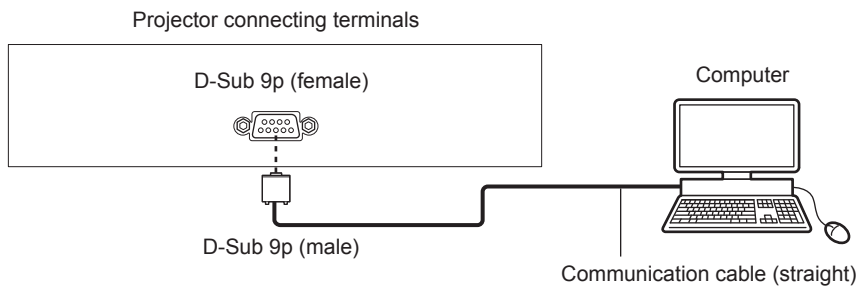 Projector connecting terminals
D-Sub 9p (female)
Computer
D-Sub 9p (male)
Communication cable (straight)